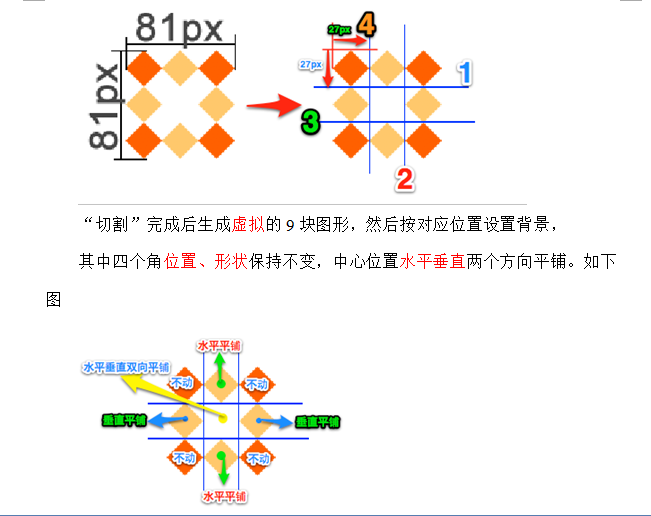 81px
81px
27px
4
27px
1
3
2
“切割”完成后生成虚拟的9块图形，然后按对应位置设置背景，
其中四个角位置、形状保持不变，中心位置水平垂直两个方向平铺。如下
图
水平平铺
水平垂直双向平铺
不动
不动
垂直平铺
垂直平铺
不动
不动
水平平铺